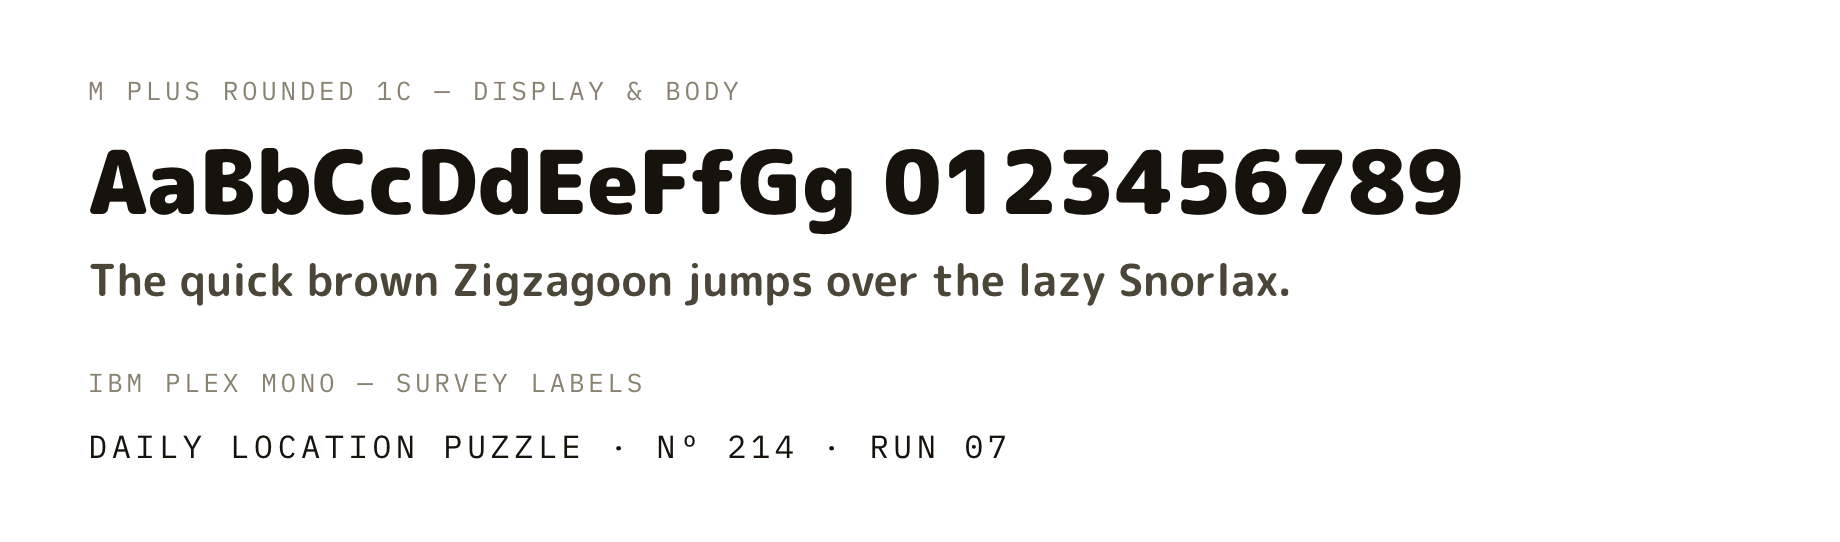 M PLUS ROUNDED 1C — DISPLAY & BODY
AaBbCcDdEeFfGg 0123456789
The quick brown Zigzagoon jumps over the lazy Snorlax.
IBM PLEX MONO — SURVEY LABELS
DAILY LOCATION PUZZLE · Nº 214 · RUN 07